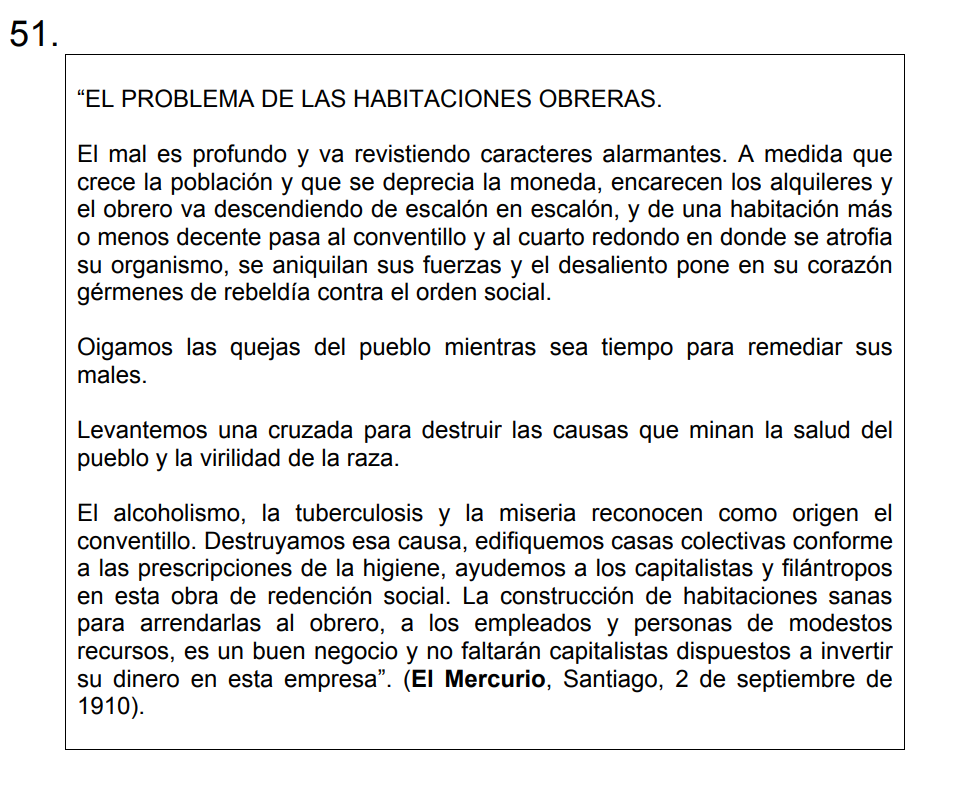 51.
“EL PROBLEMA DE LAS HABITACIONES OBRERAS.
El mal es profundo y va revistiendo caracteres alarmantes. A medida que
crece la población y que se deprecia la moneda, encarecen los alquileres y
el obrero va descendiendo de escalón en escalón, y de una habitación más
o menos decente pasa al conventillo y al cuarto redondo en donde se atrofia
su organismo, se aniquilan sus fuerzas y el desaliento pone en su corazón
gérmenes de rebeldía contra el orden social.
Oigamos las quejas del pueblo mientras sea tiempo para remediar sus
males.
Levantemos una cruzada para destruir las causas que minan la salud del
pueblo y la virilidad de la raza.
El alcoholismo, la tuberculosis y la miseria reconocen como origen el
conventillo. Destruyamos esa causa, edifiquemos casas colectivas conforme
a las prescripciones de la higiene, ayudemos a los capitalistas y filántropos
en esta obra de redención social. La construcción de habitaciones sanas
para arrendarlas al obrero, a los empleados y personas de modestos
recursos, es un buen negocio y no faltarán capitalistas dispuestos a invertir
su dinero en esta empresa”. (El Mercurio, Santiago, 2 de septiembre de
1910).